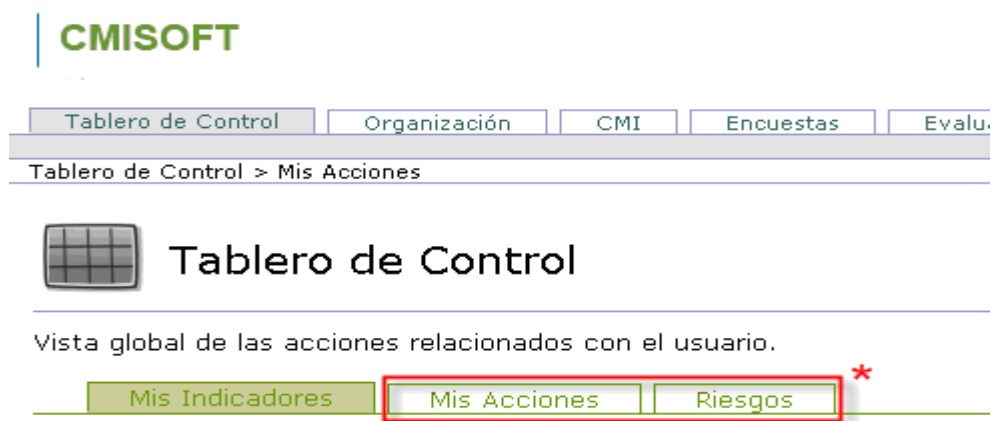 CMISOFT
Tablero de Control Organización CMI Encuestas
Tablero de Control > Mis Acciones
Tablero de Control
Vista global de las acciones relacionados con el usuario.
Mis Indicadores Mis Acciones Riesgos *